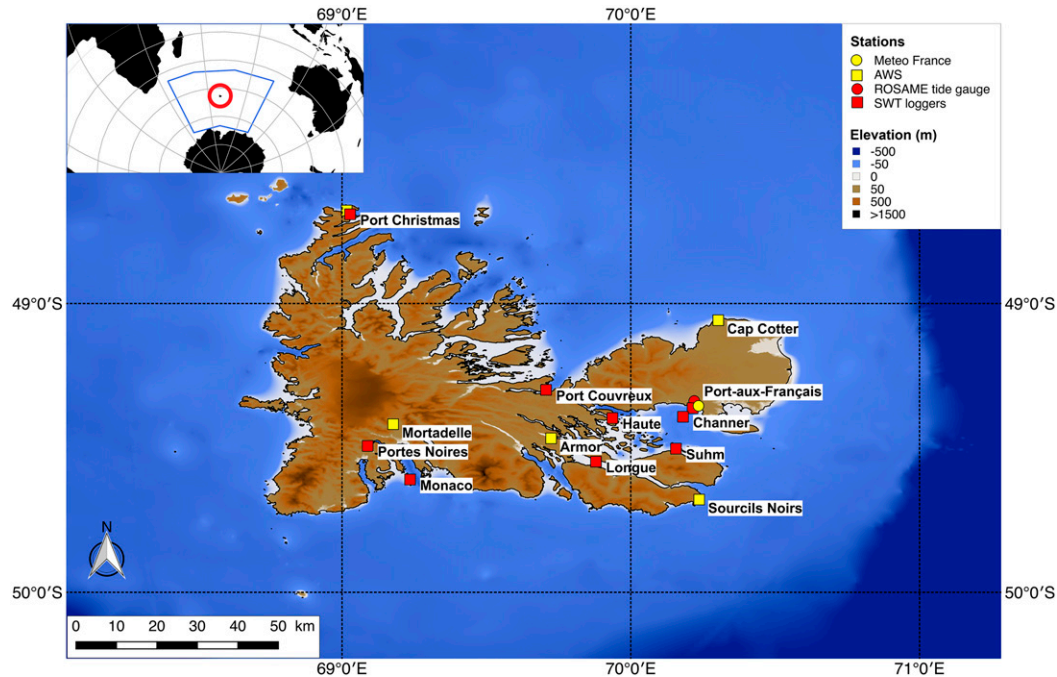 69°0′E
70°0′E
Stations
Meteo France
AWS
ROSAME tide gauge
SWT loggers
Elevation (m)
-500
-50
0
50
500
>1500
Port Christmas
49°0′S
49°0′S
Cap Cotter
Port Couvreux
Port-aux-Français
Haute
Channer
Mortadelle
Armor
Portes Noires
Suhm
Longue
Monaco
Sourcils Noirs
N
50°0′S
50°0′S
0 10 20 30 40 50 km
69°0′E
70°0′E
71°0′E